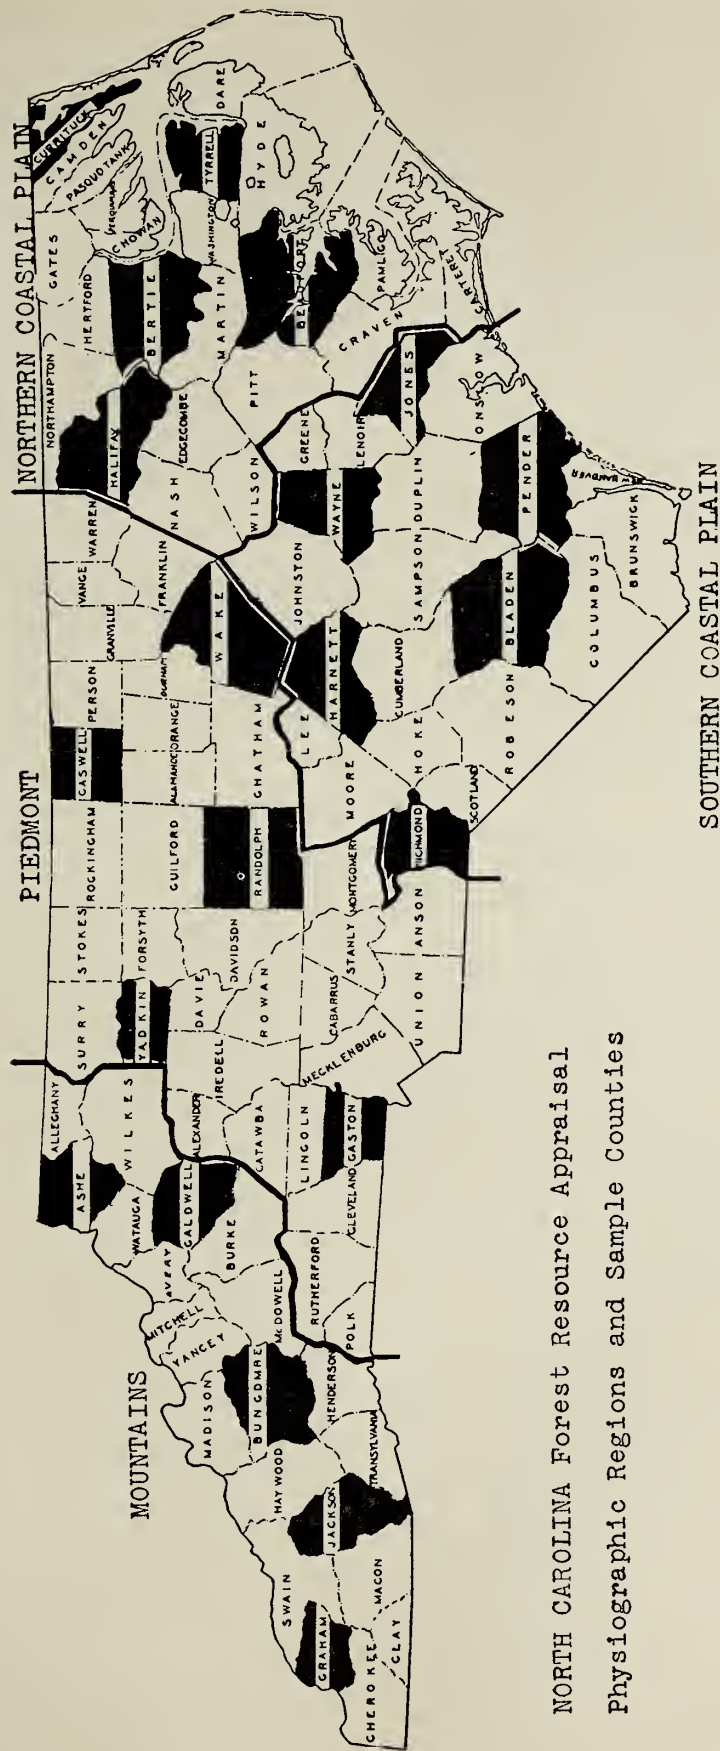 NORTHERN COASTAL PLAIN
PIEDMONT
MOUNTAINS
SOUTHERN COASTAL PLAIN
CURRITUCK
CAMDEN
PASQUOTANK
CHOWAN
GATES
HERTFORD
NORTHAMPTON
BERTIE
HALIFAX
WASHINGTON
TYRRELL
DARE
HYDE
MARTIN
BEAUFORT
PAMLICO
CRAVEN
CARTERET
PITT
EDGECOMBE
NASH
WILSON
GREENE
LENOIR
JONES
ONSLOW
WAYNE
DUPLIN
PENDER
NEW HANOVER
BRUNSWICK
COLUMBUS
BLADEN
SAMPSON
JOHNSTON
HARNETT
CUMBERLAND
ROBESON
HOKE
SCOTLAND
RICHMOND
MOORE
LEE
WARREN
VANCE
FRANKLIN
GRANVILLE
WAKE
DURHAM
PERSON
ORANGE
CHATHAM
CASWELL
ALAMANCE
ROCKINGHAM
GUILFORD
RANDOLPH
MONTGOMERY
STOKES
FORSYTH
DAVIDSON
STANLY
ANSON
SURRY
YADKIN
DAVIE
ROWAN
CABARRUS
UNION
IREDELL
MECKLENBURG
ALEXANDER
CATAWBA
LINCOLN
GASTON
CLEVELAND
RUTHERFORD
POLK
ALLEGHANY
ASHE
WILKES
WATAUGA
CALDWELL
AVERY
BURKE
MITCHELL
YANCEY
McDOWELL
MADISON
BUNCOMBE
HENDERSON
HAYWOOD
TRANSYLVANIA
JACKSON
SWAIN
MACON
GRAHAM
CHEROKEE
CLAY
NORTH CAROLINA Forest Resource Appraisal
Physiographic Regions and Sample Counties